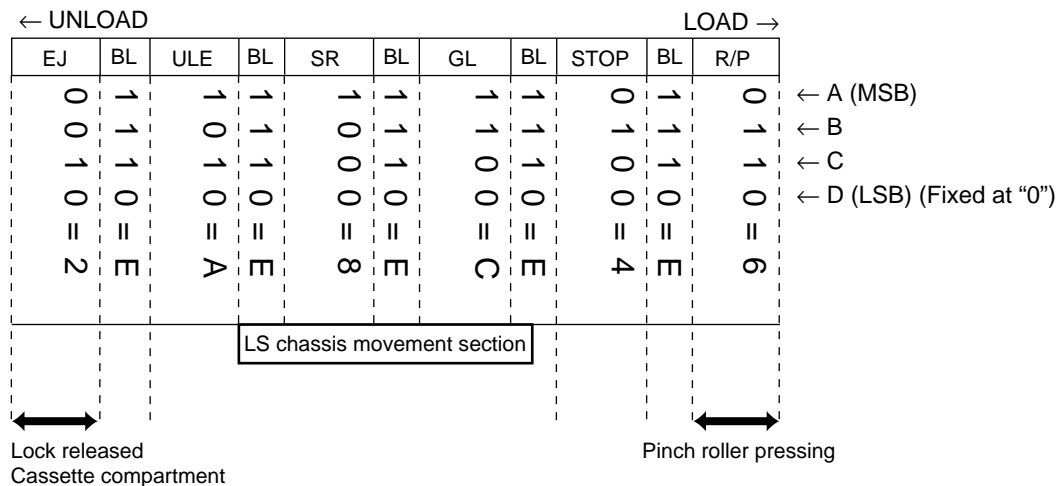 ← UNLOAD LOAD →
EJ BL ULE BL SR BL GL BL STOP BL R/P
0 1 1 1 1 1 1 1 0 1 0 ← A (MSB)
0 1 0 1 0 1 1 1 1 1 1 ← B
1 1 1 1 0 1 0 1 0 1 1 ← C
0 0 0 0 0 0 0 0 0 0 0 ← D (LSB) (Fixed at “0”)
= = = = = = = = = = =
2 E A E 8 E C E 4 E 6
LS chassis movement section
Lock released
Cassette compartment
Pinch roller pressing